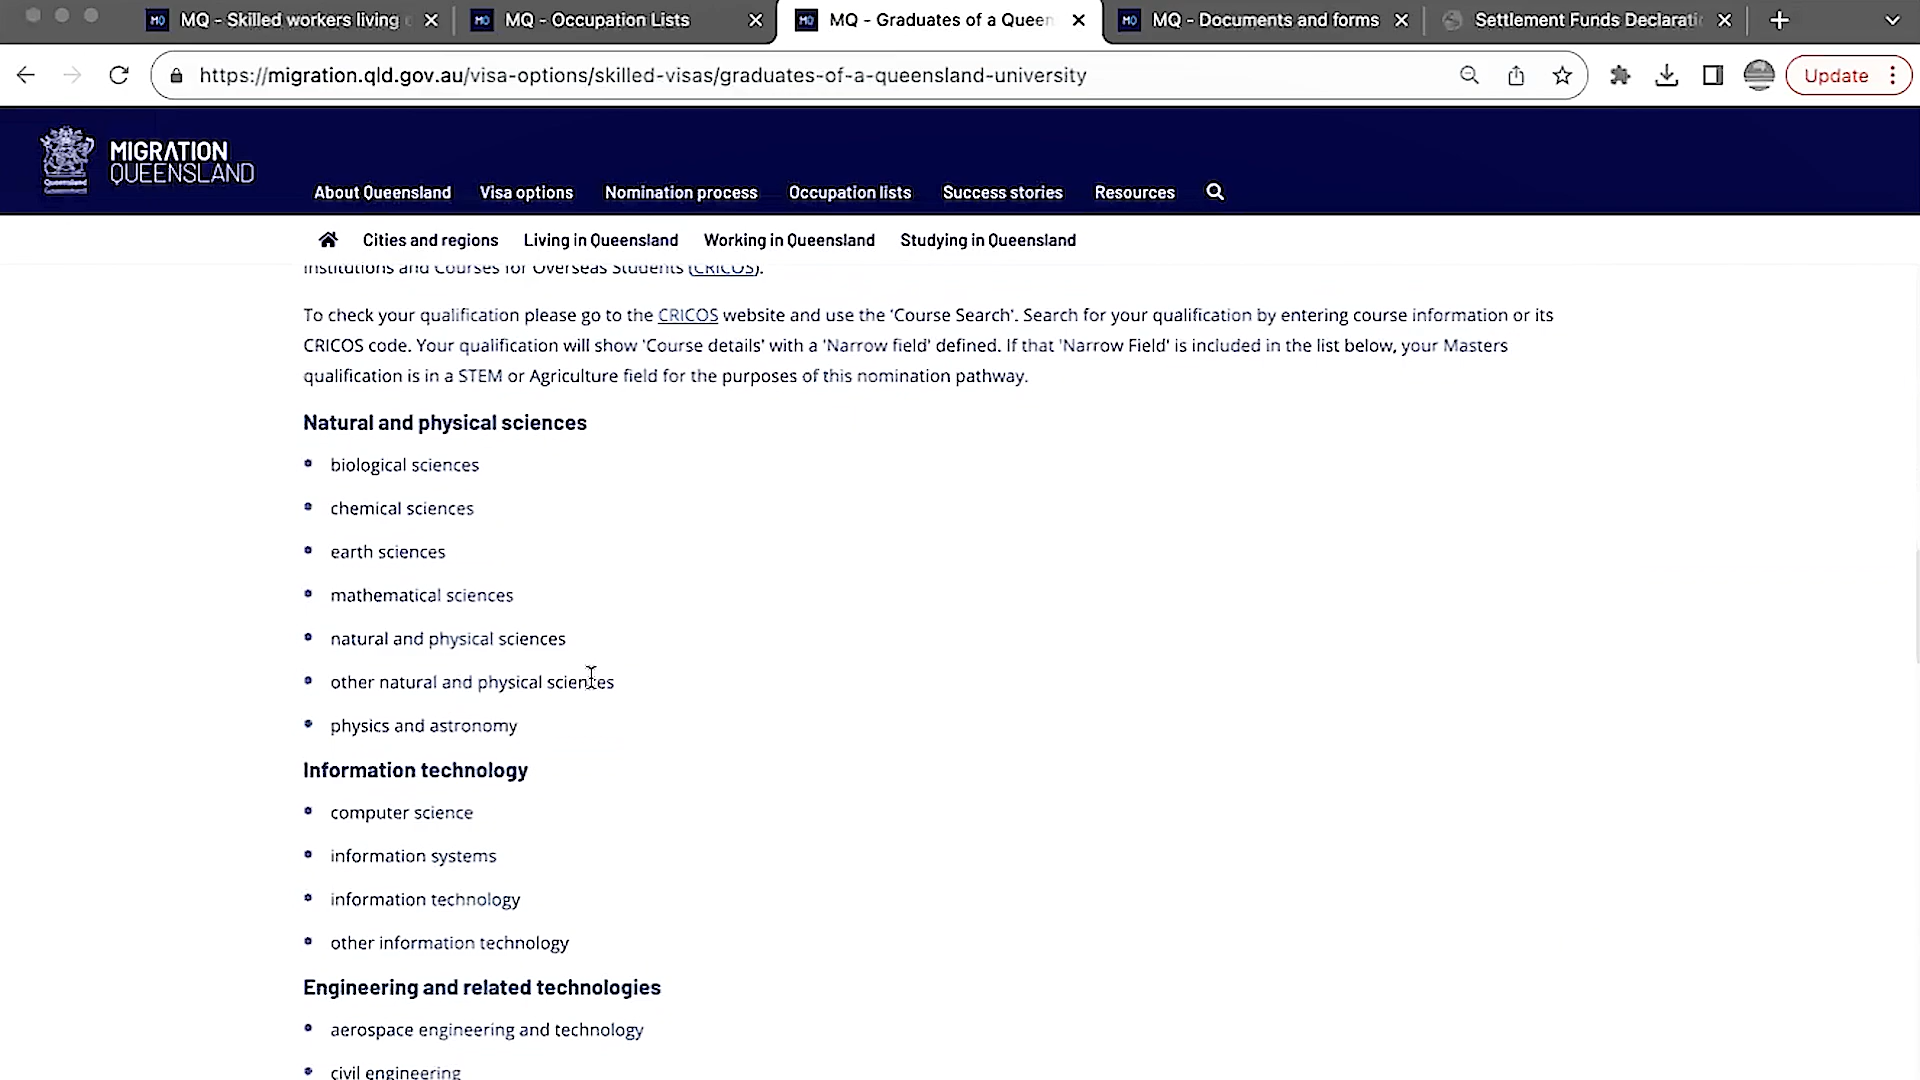 MQ - Skilled workers living
MQ - Occupation Lists
MQ - Graduates of a Queen
MQ - Documents and forms
Settlement Funds Declarati
https://migration.qld.gov.au/visa-options/skilled-visas/graduates-of-a-queensland-university
Update
MIGRATION
QUEENSLAND
About Queensland Visa options Nomination process Occupation lists Success stories Resources
Cities and regions Living in Queensland Working in Queensland Studying in Queensland
Institutions and Courses for Overseas Students (CRICOS).
To check your qualification please go to the CRICOS website and use the 'Course Search'. Search for your qualification by entering course information or its
CRICOS code. Your qualification will show 'Course details' with a 'Narrow field' defined. If that 'Narrow Field' is included in the list below, your Masters
qualification is in a STEM or Agriculture field for the purposes of this nomination pathway.
Natural and physical sciences
biological sciences
chemical sciences
earth sciences
mathematical sciences
natural and physical sciences
other natural and physical sciences
physics and astronomy
Information technology
computer science
information systems
information technology
other information technology
Engineering and related technologies
aerospace engineering and technology
civil engineering